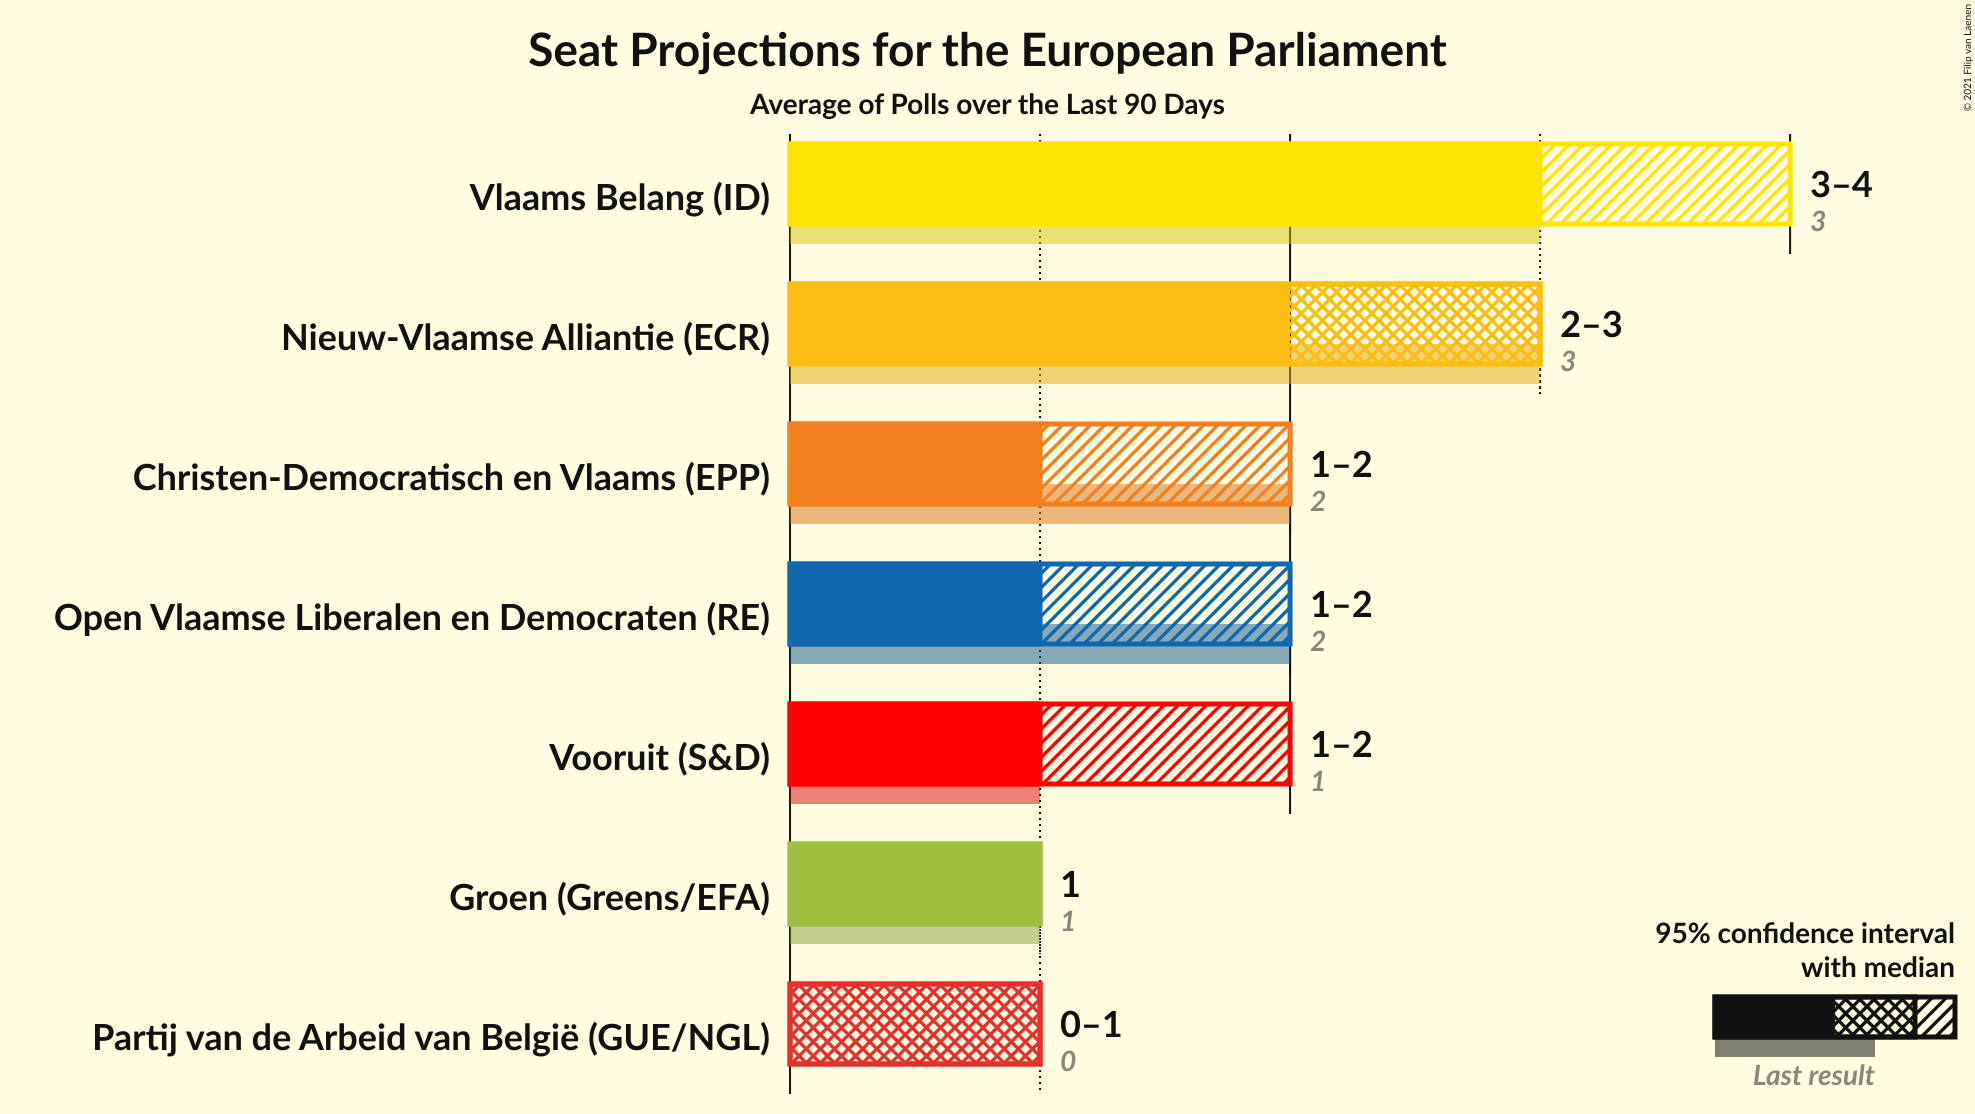 Seat Projections for the European Parliament
Average of Polls over the Last 90 Days
© 2021 Filip van Laenen
Vlaams Belang (ID)
3–4
3
Nieuw-Vlaamse Alliantie (ECR)
2–3
3
Christen-Democratisch en Vlaams (EPP)
1–2
2
Open Vlaamse Liberalen en Democraten (RE)
1–2
2
Vooruit (S&D)
1–2
1
Groen (Greens/EFA)
1
1
Partij van de Arbeid van België (GUE/NGL)
0–1
0
95% confidence interval
with median
Last result